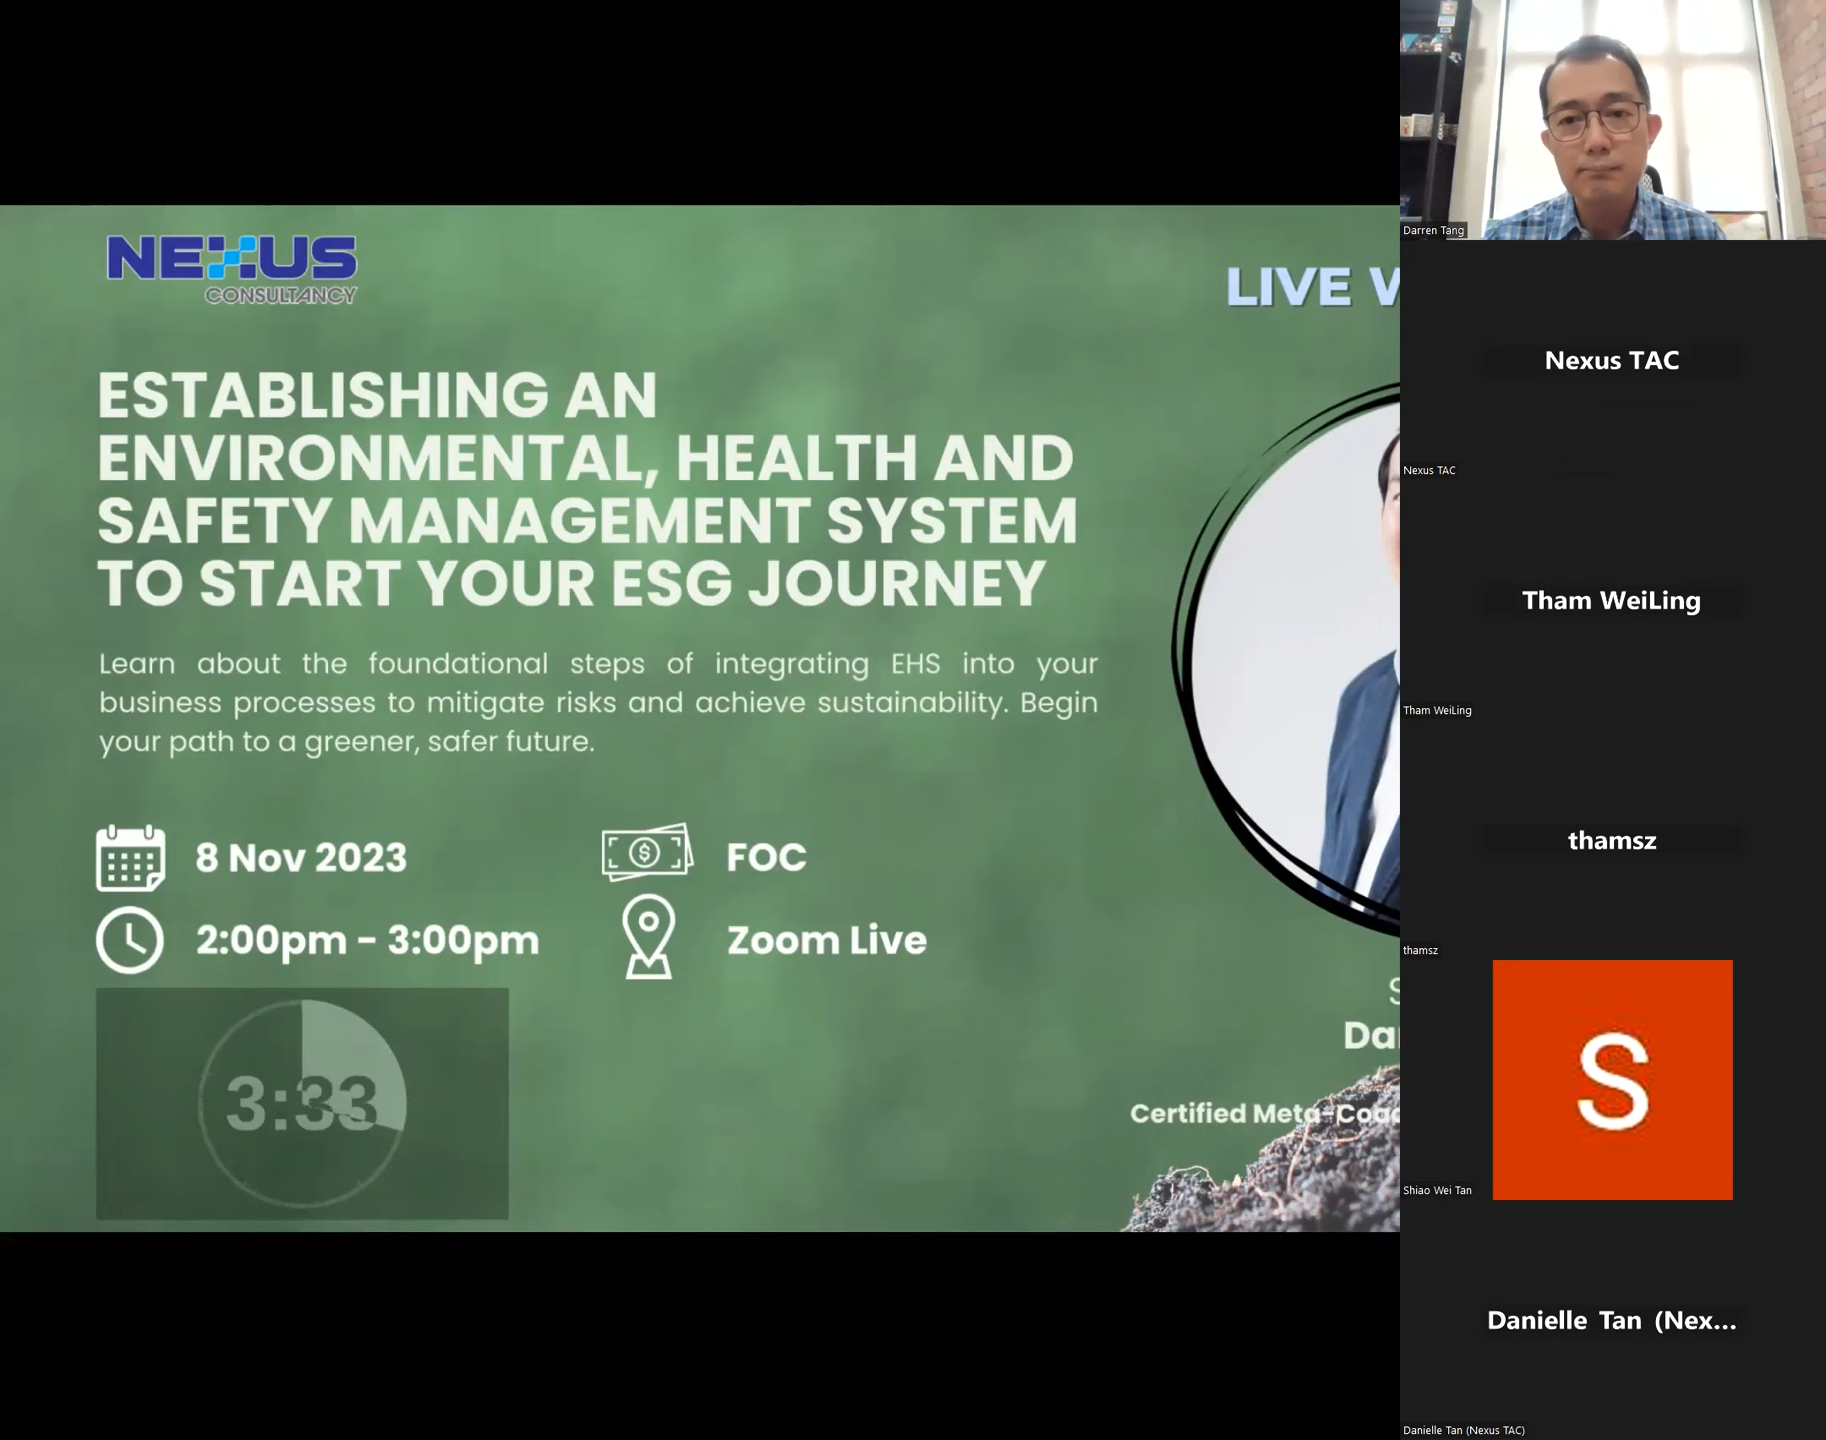 NEXUS
CONSULTANCY
LIVE
ESTABLISHING AN
ENVIRONMENTAL, HEALTH AND
SAFETY MANAGEMENT SYSTEM
TO START YOUR ESG JOURNEY
Learn about the foundational steps of integrating EHS into your
business processes to mitigate risks and achieve sustainability. Begin
your path to a greener, safer future.
8 Nov 2023
FOC
2:00pm - 3:00pm
Zoom Live
3:33
Certified Meta-
Darren Tang
Nexus TAC
Nexus TAC
Tham WeiLing
Tham WeiLing
thamsz
thamsz
S
Shiao Wei Tan
Danielle Tan (Nex...
Danielle Tan (Nexus TAC)